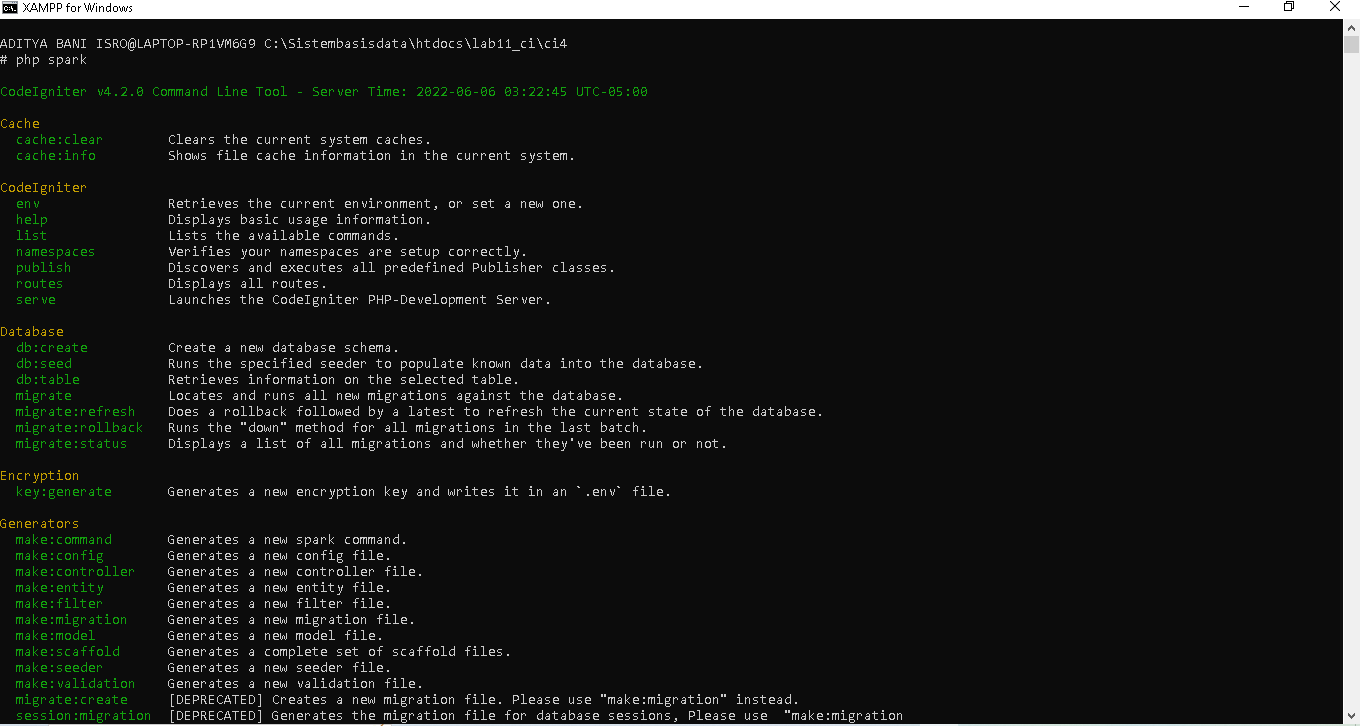 XAMPP for Windows
ADITYA BANI ISRO@LAPTOP-RP1VM6G9 C:\Sistembasisdata\htdocs\lab11_ci\ci4
# php spark
CodeIgniter v4.2.0 Command Line Tool - Server Time: 2022-06-06 03:22:45 UTC-05:00
Cache
cache:clear Clears the current system caches.
cache:info Shows file cache information in the current system.
CodeIgniter
env Retrieves the current environment, or set a new one.
help Displays basic usage information.
list Lists the available commands.
namespaces Verifies your namespaces are setup correctly.
publish Discovers and executes all predefined Publisher classes.
routes Displays all routes.
serve Launches the CodeIgniter PHP-Development Server.
Database
db:create Create a new database schema.
db:seed Runs the specified seeder to populate known data into the database.
db:table Retrieves information on the selected table.
migrate Locates and runs all new migrations against the database.
migrate:refresh Does a rollback followed by a latest to refresh the current state of the database.
migrate:rollback Runs the "down" method for all migrations in the last batch.
migrate:status Displays a list of all migrations and whether they've been run or not.
Encryption
key:generate Generates a new encryption key and writes it in an `.env` file.
Generators
make:command Generates a new spark command.
make:config Generates a new config file.
make:controller Generates a new controller file.
make:entity Generates a new entity file.
make:filter Generates a new filter file.
make:migration Generates a new migration file.
make:model Generates a new model file.
make:scaffold Generates a complete set of scaffold files.
make:seeder Generates a new seeder file.
make:validation Generates a new validation file.
migrate:create [DEPRECATED] Creates a new migration file. Please use "make:migration" instead.
session:migration [DEPRECATED] Generates the migration file for database sessions, Please use "make:migration